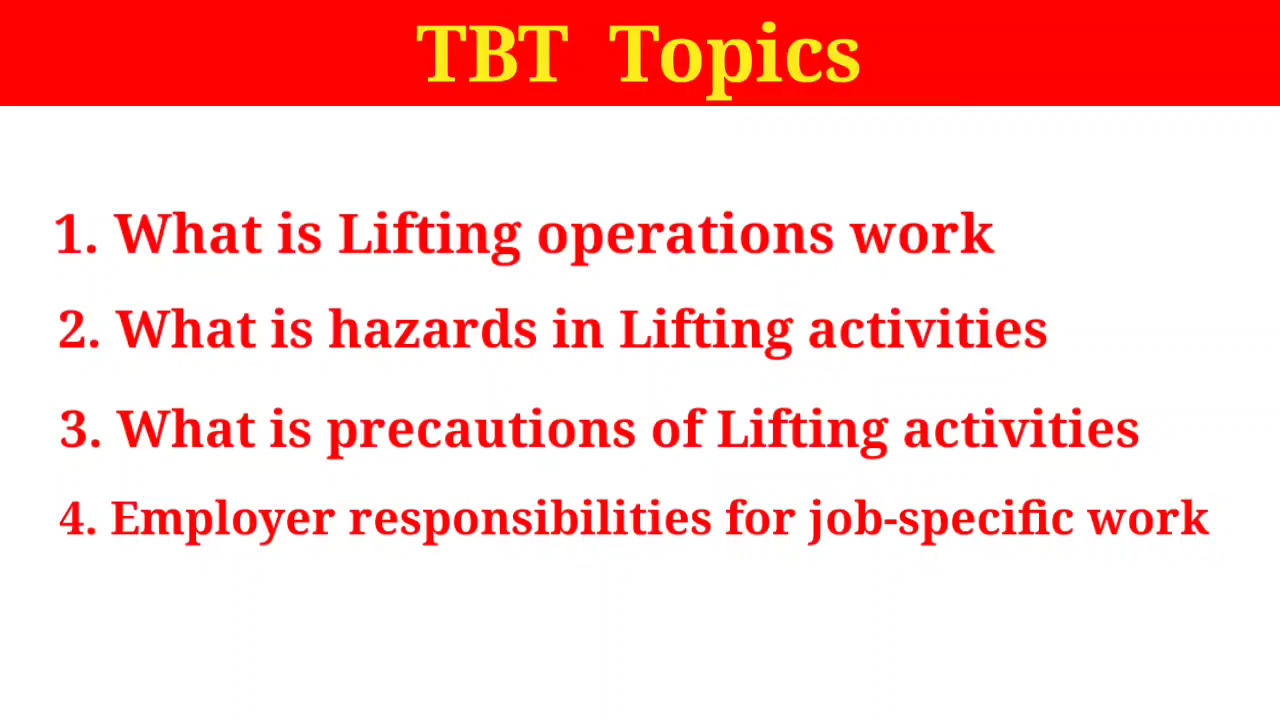 TBT Topics
1. What is Lifting operations work
2. What is hazards in Lifting activities
3. What is precautions of Lifting activities
4. Employer responsibilities for job-specific work